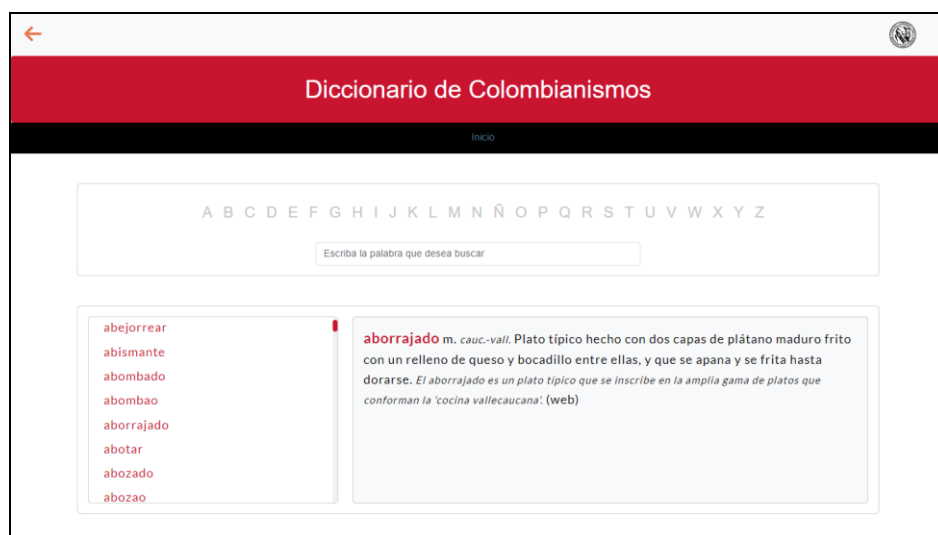 Diccionario de Colombianismos
Inicio
A B C D E F G H I J K L M N Ñ O P Q R S T U V W X Y Z
Escriba la palabra que desea buscar
abejorrear
abismante
abombado
abombao
aborrajado
abotar
abozado
abozao
aborrajado m. cauc.-vall. Plato típico hecho con dos capas de plátano maduro frito
con un relleno de queso y bocadillo entre ellas, y que se apana y se frita hasta
dorarse. El aborrajado es un plato típico que se inscribe en la amplia gama de platos que
conforman la 'cocina vallecaucana'. (web)